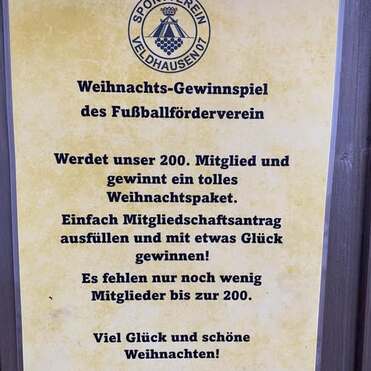 SPORTVEREIN
VELDHAUSEN 07
Weihnachts-Gewinnspiel
des Fußballförderverein
Werdet unser 200. Mitglied und
gewinnt ein tolles
Weihnachtspaket.
Einfach Mitgliedschaftsantrag
ausfüllen und mit etwas Glück
gewinnen!
Es fehlen nur noch wenig
Mitglieder bis zur 200.
Viel Glück und schöne
Weihnachten!